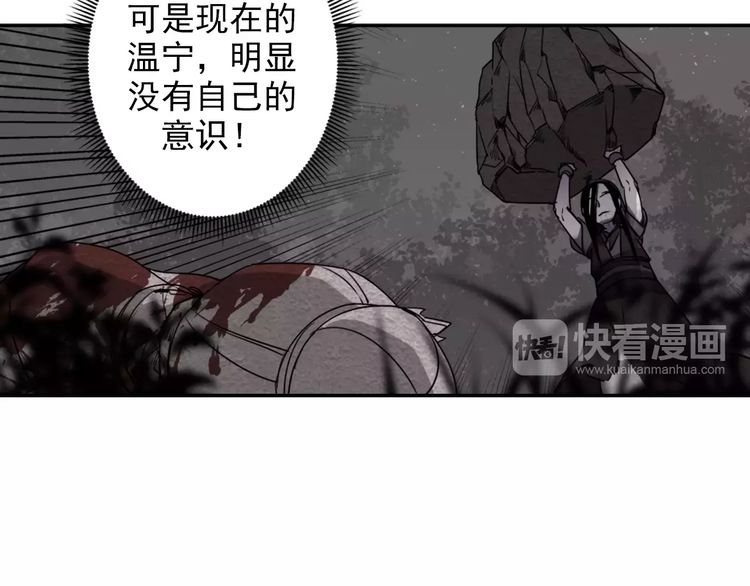 可是现在的
温宁，明显
没有自己的
意识！
快看！ 快看漫画
www.kuaikanmanhua.com